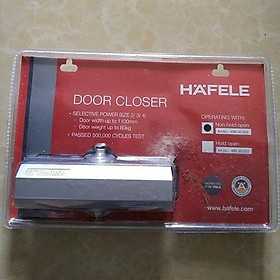 HÄFELE
DOOR CLOSER
• SELECTIVE POWER SIZE 2/ 3/ 4
Door width up to 1100mm
Door weight up to 80kg
• PASSED 500,000 CYCLES TEST
OPERATING WITH:
Non-hold open
Hold open
www.hafele.com